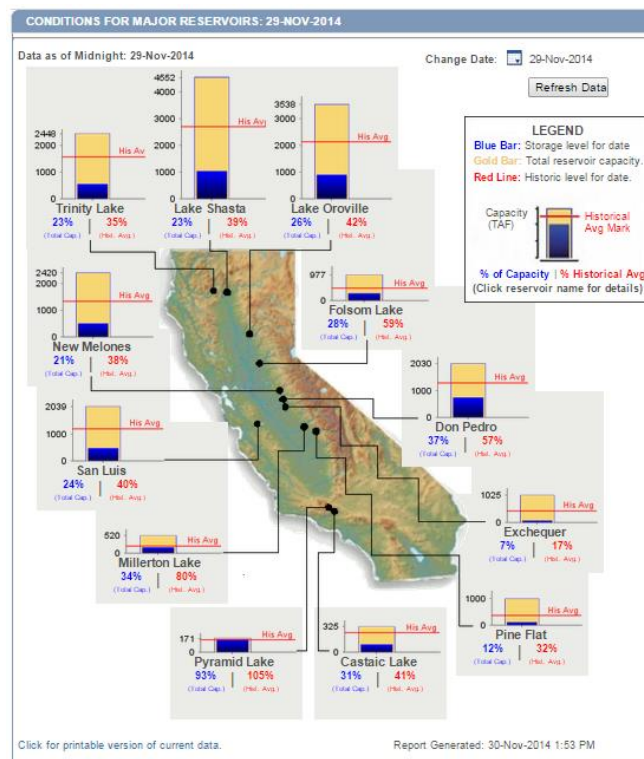 CONDITIONS FOR MAJOR RESERVOIRS: 29-NOV-2014
Data as of Midnight: 29-Nov-2014
Change Date: 29-Nov-2014
Refresh Data
LEGEND
Blue Bar: Storage level for date
Gold Bar: Total reservoir capacity.
Red Line: Historic level for date.
Capacity
(TAF)
Historical
Avg Mark
% of Capacity | % Historical Avg
(Click reservoir name for details)
2448
2000
1000
0
His Av
Trinity Lake
23% | 35%
(Total Cap.) (Hist. Avg.)
4552
4000
3000
2000
1000
0
His Av
Lake Shasta
23% | 39%
(Total Cap.) (Hist. Avg.)
3538
3000
2000
1000
0
His Avg
Lake Oroville
26% | 42%
(Total Cap.) (Hist. Avg.)
977
0
His Avg
Folsom Lake
28% | 59%
(Total Cap.) (Hist. Avg.)
2420
2000
1000
0
His Avg
New Melones
21% | 38%
(Total Cap.) (Hist. Avg.)
2030
1000
0
His Avg
Don Pedro
37% | 57%
(Total Cap.) (Hist. Avg.)
2039
1000
0
His Avg
San Luis
24% | 40%
(Total Cap.) (Hist. Avg.)
1025
0
His Avg
Exchequer
7% | 17%
(Total Cap.) (Hist. Avg.)
520
0
His Avg
Millerton Lake
34% | 80%
(Total Cap.) (Hist. Avg.)
1000
0
His Avg
Pine Flat
12% | 32%
(Total Cap.) (Hist. Avg.)
171
0
His Avg
Pyramid Lake
93% | 105%
(Total Cap.) (Hist. Avg.)
325
0
His Avg
Castaic Lake
31% | 41%
(Total Cap.) (Hist. Avg.)
Click for printable version of current data.
Report Generated: 30-Nov-2014 1:53 PM